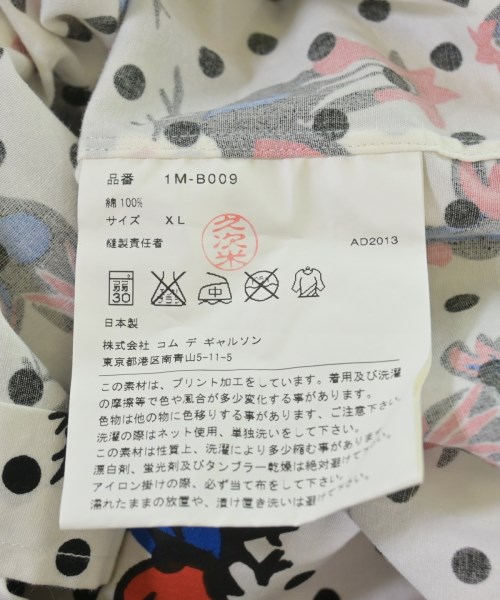 品番 1M-B009
綿100%
サイズ XL
縫製責任者 久次米 AD2013
弱 30 中
日本製
株式会社 コム デ ギャルソン
東京都港区南青山5-11-5
この素材は、プリント加工をしています。着用及び洗濯
の摩擦等で色や風合が多少変化する事があります。
色物は他の物に色移りする事があります、ご注意下さい。
洗濯の際はネット使用、単独洗いをして下さい。
この素材は性質上、洗濯により多少縮む事があります。
漂白剤、蛍光剤及びタンブラー乾燥は絶対避けて下さい。
アイロン掛けの際、必ず当て布をして下さい。
濡れたままの放置や、漬け置き洗いは避けて下さい。